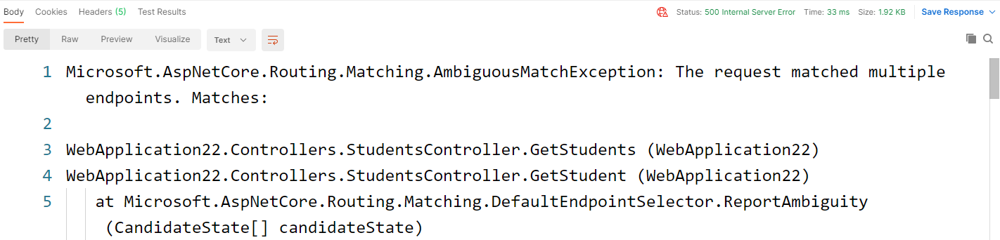 Body Cookies Headers (5) Test Results Status: 500 Internal Server Error Time: 33 ms Size: 1.92 KB Save Response
Pretty Raw Preview Visualize Text
1 Microsoft.AspNetCore.Routing.Matching.AmbiguousMatchException: The request matched multiple
endpoints. Matches:
2
3 WebApplication22.Controllers.StudentsController.GetStudents (WebApplication22)
4 WebApplication22.Controllers.StudentsController.GetStudent (WebApplication22)
5 at Microsoft.AspNetCore.Routing.Matching.DefaultEndpointSelector.ReportAmbiguity
(CandidateState[] candidateState)